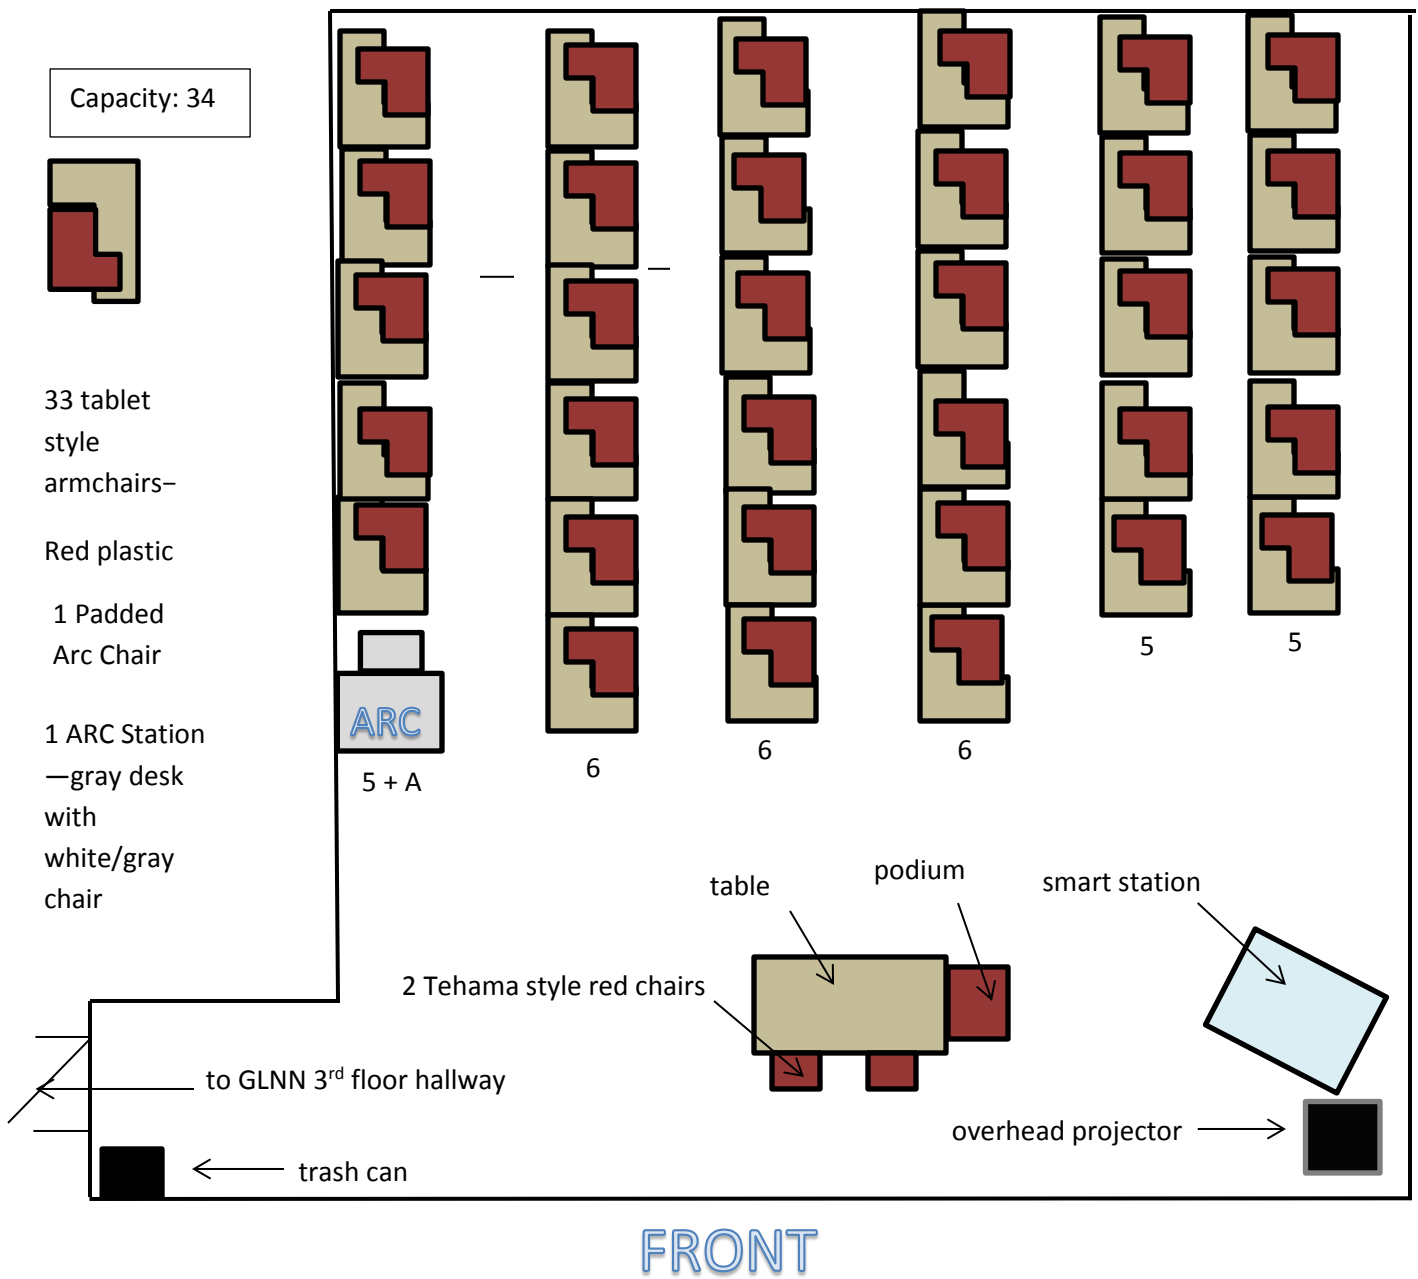 Capacity: 34
33 tablet
style
armchairs–
Red plastic
1 Padded
Arc Chair
1 ARC Station
—gray desk
with
white/gray
chair
ARC
5 + A
6
6
6
5
5
table
podium
smart station
2 Tehama style red chairs
to GLNN 3rd floor hallway
overhead projector
trash can
FRONT